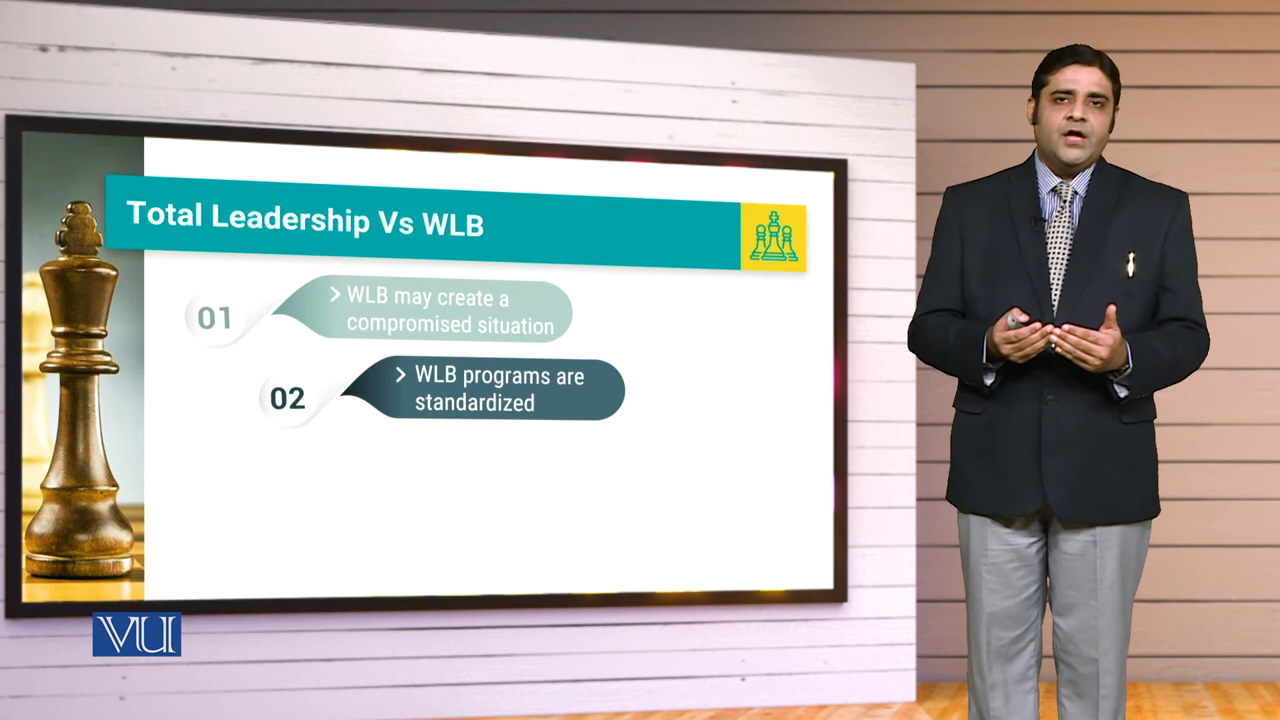 Total Leadership Vs WLB
01
> WLB may create a
compromised situation
02
> WLB programs are
standardized
VU